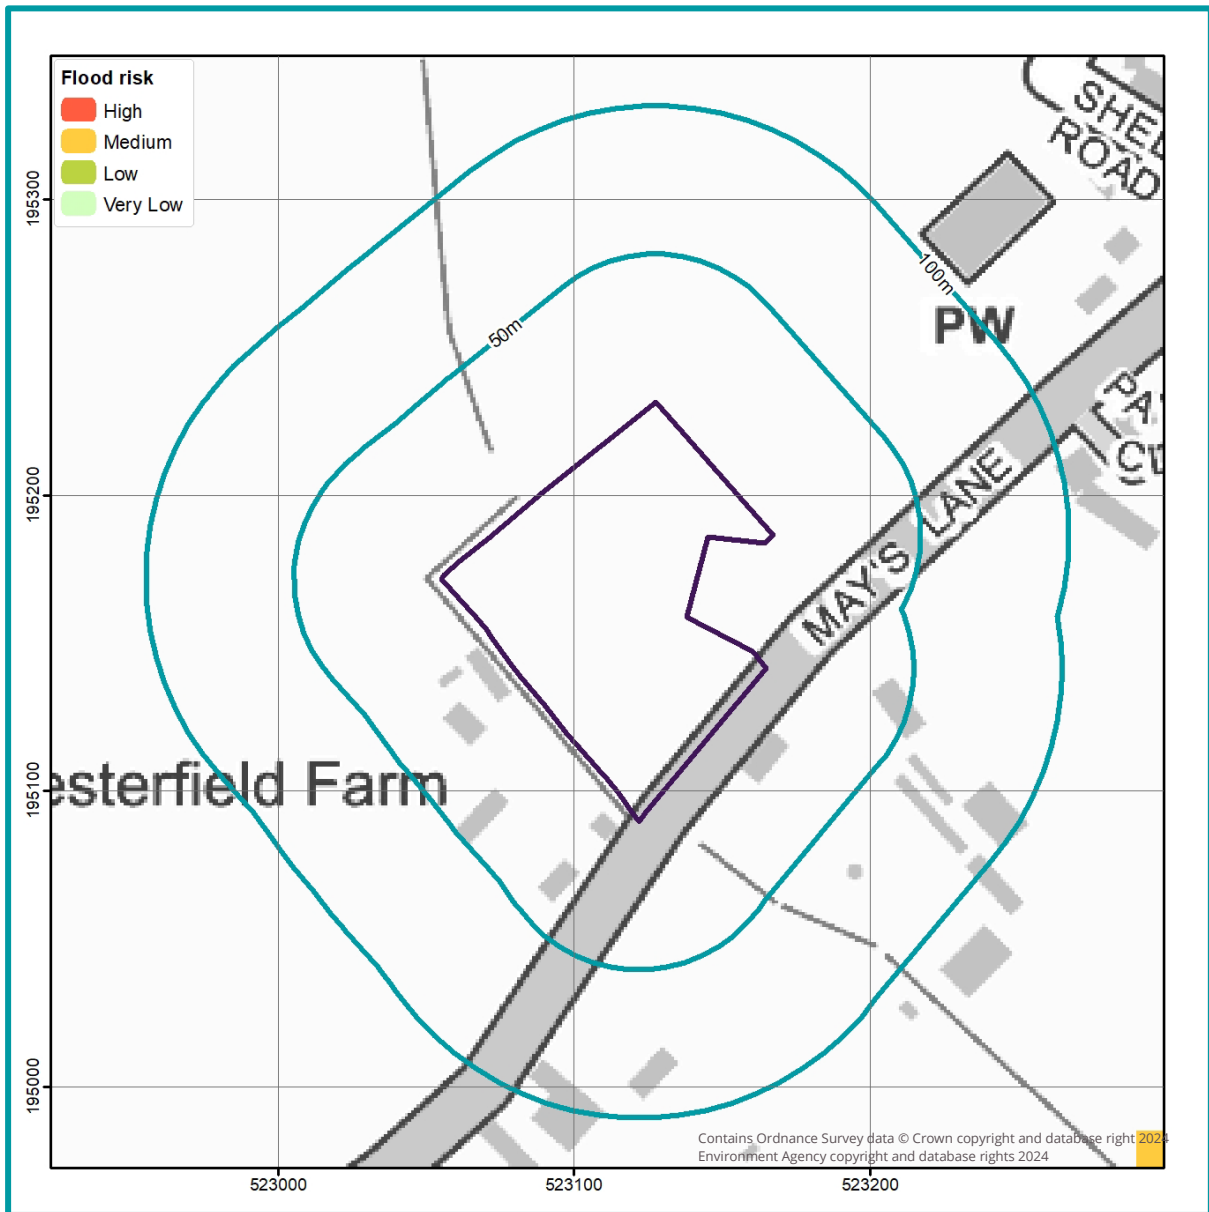 Flood risk
High
Medium
Low
Very Low
ROAD
100m
PW
50m
MAY'S LANE
esterfield Farm
195300
195200
195100
195000
523000
523100
523200
Contains Ordnance Survey data © Crown copyright and database right 2024
Environment Agency copyright and database rights 2024